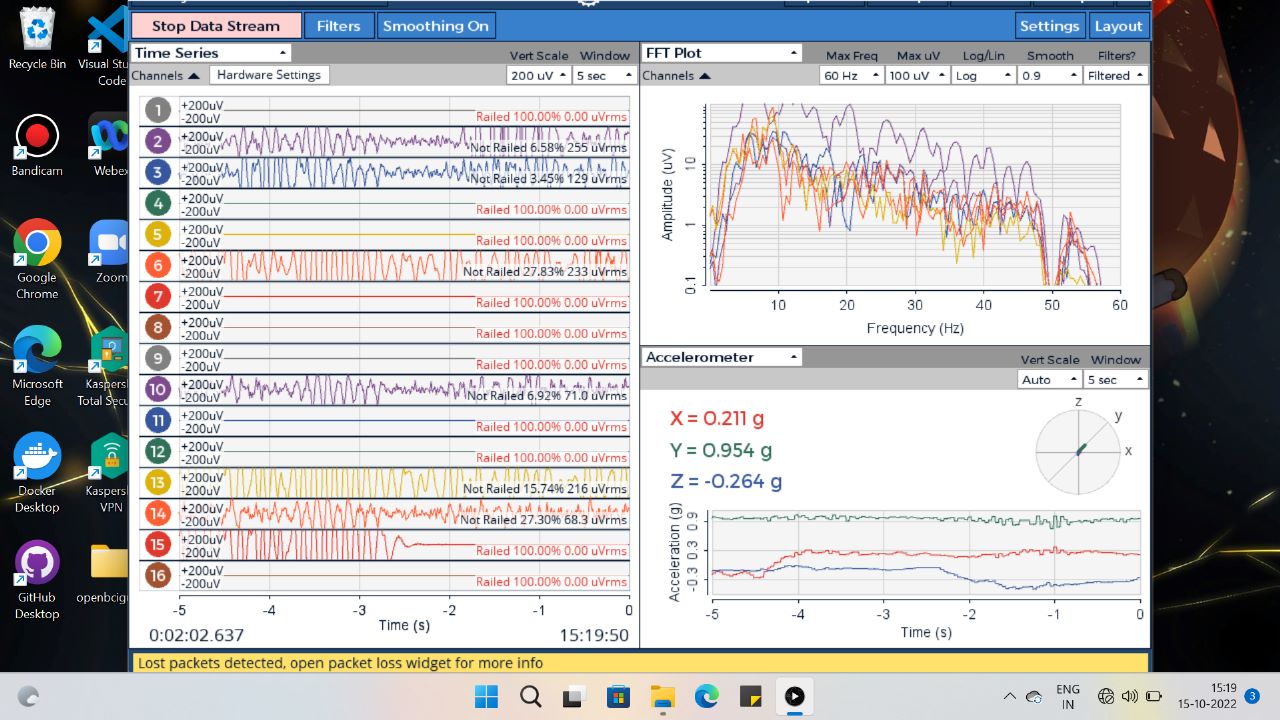 Stop Data Stream Filters Smoothing On Settings Layout
Recycle Bin
Visual Stu
Code
Bandicam
Webex
Google
Chrome
Zoom
Microsoft
Edge
Kaspers
Total Secu
Docker
Desktop
Kaspersk
VPN
GitHub
Desktop
openbcigu
Time Series
Vert Scale Window
Channels Hardware Settings 200 uV 5 sec
1 +200uV
-200uV Railed 100.00% 0.00 uVrms
2 +200uV
-200uV Not Railed 6.58% 255 uVrms
3 +200uV
-200uV Not Railed 3.45% 129 uVrms
4 +200uV
-200uV Railed 100.00% 0.00 uVrms
5 +200uV
-200uV Railed 100.00% 0.00 uVrms
6 +200uV
-200uV Not Railed 27.83% 233 uVrms
7 +200uV
-200uV Railed 100.00% 0.00 uVrms
8 +200uV
-200uV Railed 100.00% 0.00 uVrms
9 +200uV
-200uV Railed 100.00% 0.00 uVrms
10 +200uV
-200uV Not Railed 6.92% 71.0 uVrms
11 +200uV
-200uV Railed 100.00% 0.00 uVrms
12 +200uV
-200uV Railed 100.00% 0.00 uVrms
13 +200uV
-200uV Not Railed 15.74% 216 uVrms
14 +200uV
-200uV Not Railed 27.30% 68.3 uVrms
15 +200uV
-200uV Railed 100.00% 0.00 uVrms
16 +200uV
-200uV Railed 100.00% 0.00 uVrms
-5 -4 -3 -2 -1 0
Time (s)
0:02:02.637 15:19:50
FFT Plot
Max Freq Max uV Log/Lin Smooth Filters?
Channels 60 Hz 100 uV Log 0.9 Filtered
Amplitude (uV)
10
1
0.1
10 20 30 40 50 60
Frequency (Hz)
Accelerometer
Vert Scale Window
Auto 5 sec
X = 0.211 g
Y = 0.954 g
Z = -0.264 g
z
y
x
Acceleration (g)
0.9
0.3
-0.3
-5 -4 -3 -2 -1 0
Time (s)
Lost packets detected, open packet loss widget for more info
ENG
IN
15:19
15-10-2022
3